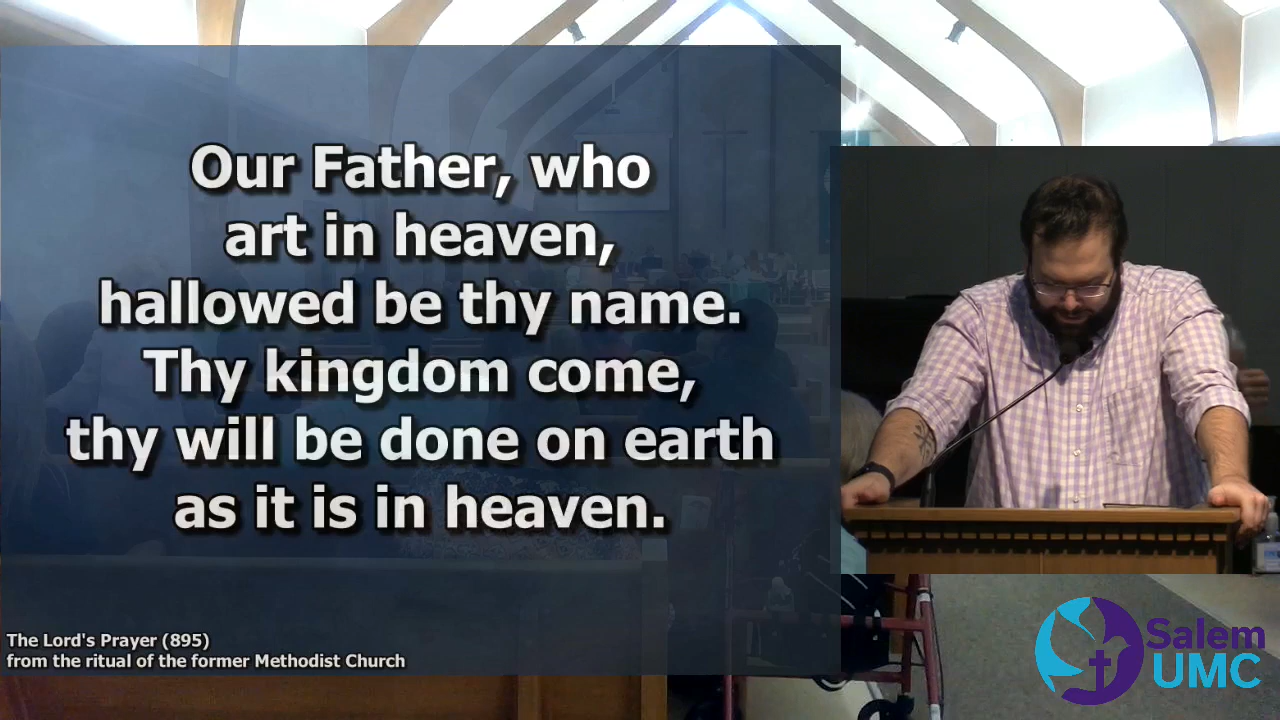 Our Father, who
art in heaven,
hallowed be thy name.
Thy kingdom come,
thy will be done on earth
as it is in heaven.
The Lord's Prayer (895)
from the ritual of the former Methodist Church
Salem
UMC